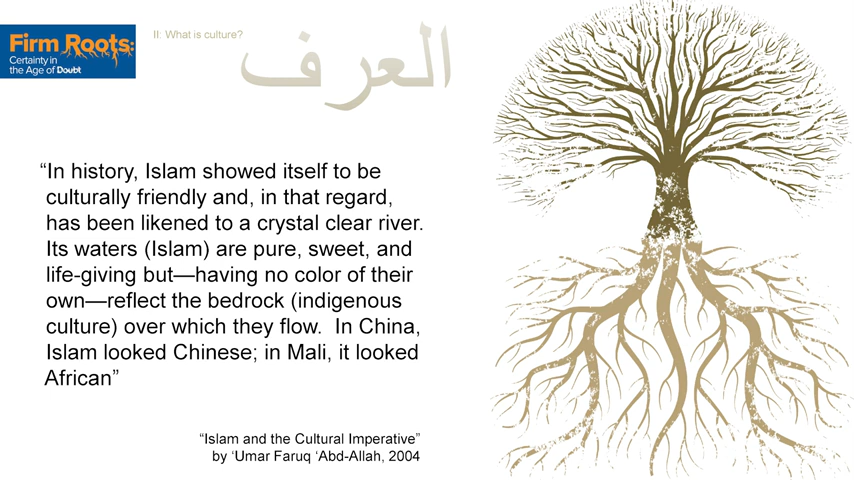 Firm Roots:
Certainty in
the Age of Doubt
II: What is culture?
العرف
“In history, Islam showed itself to be
culturally friendly and, in that regard,
has been likened to a crystal clear river.
Its waters (Islam) are pure, sweet, and
life-giving but—having no color of their
own—reflect the bedrock (indigenous
culture) over which they flow.  In China,
Islam looked Chinese; in Mali, it looked
African”
“Islam and the Cultural Imperative”
by ‘Umar Faruq ‘Abd-Allah, 2004